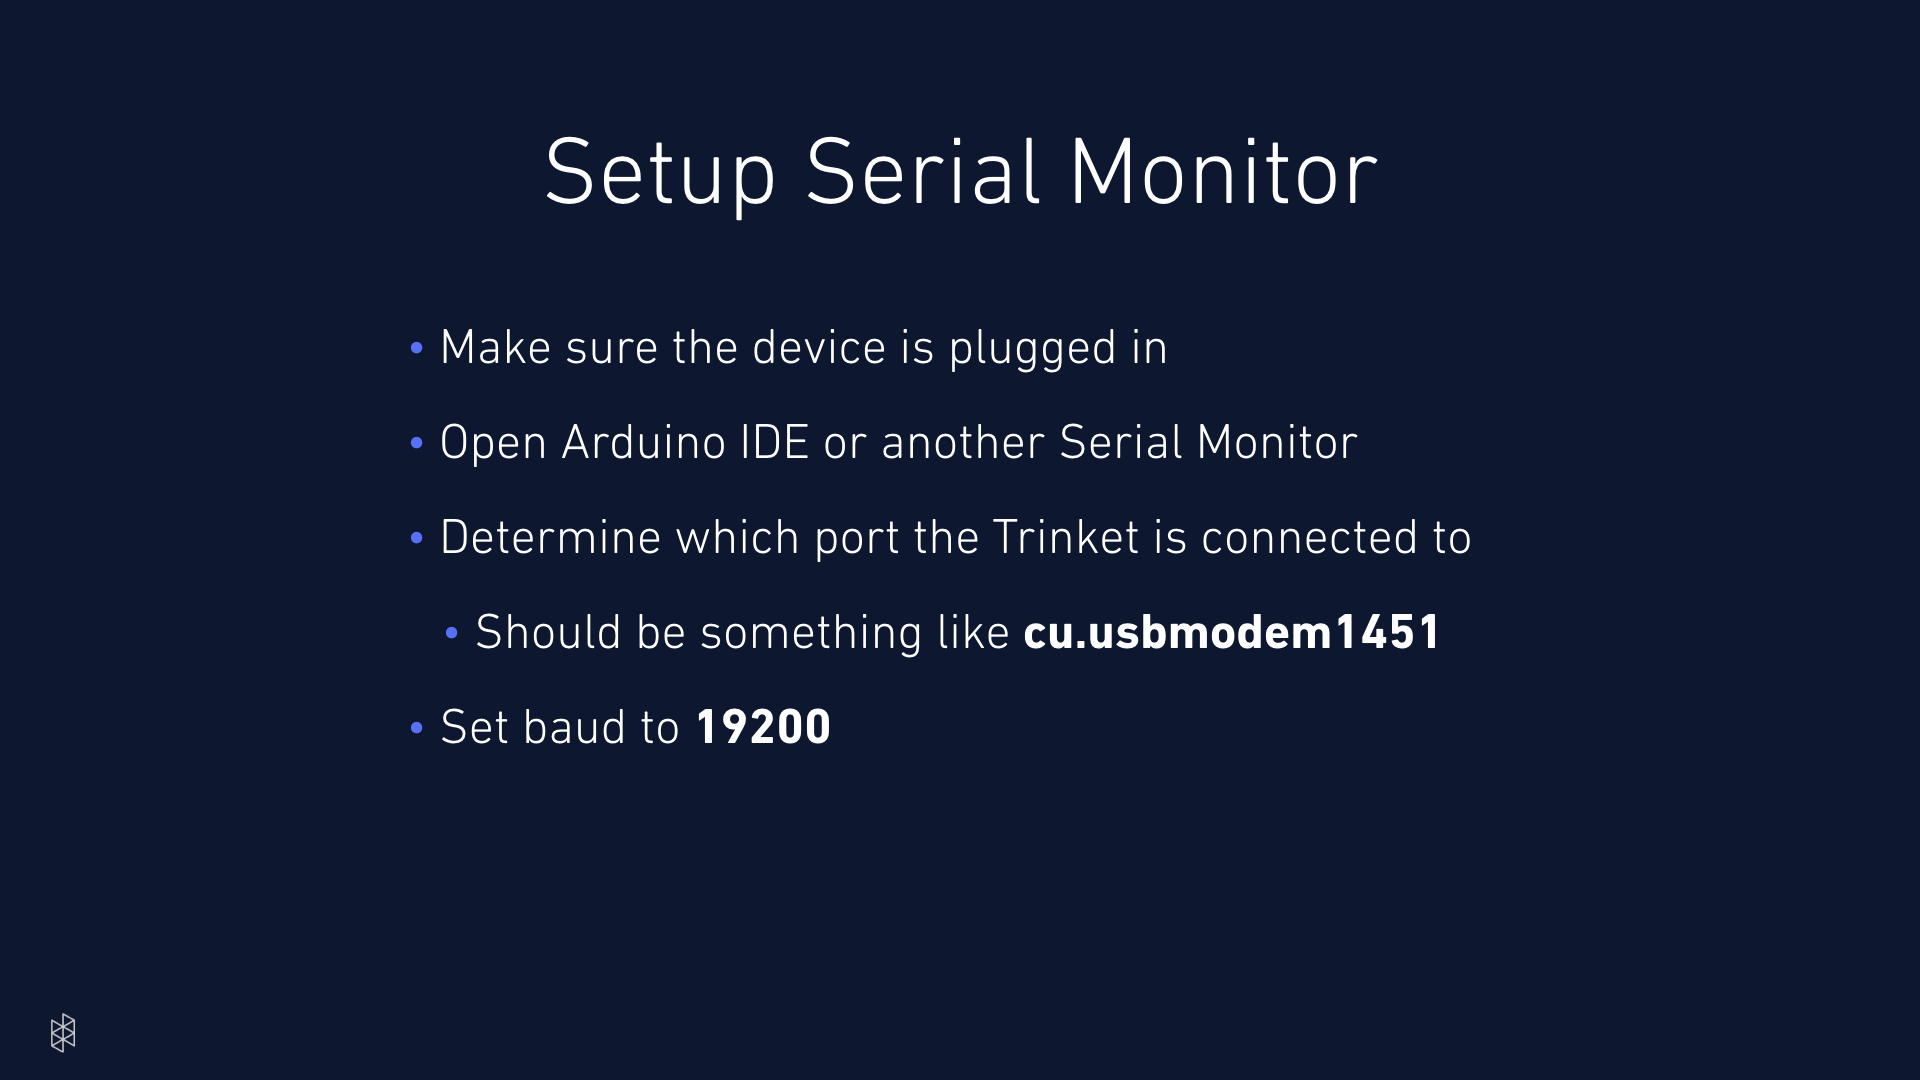 Setup Serial Monitor
• Make sure the device is plugged in
• Open Arduino IDE or another Serial Monitor
• Determine which port the Trinket is connected to
• Should be something like cu.usbmodem1451
• Set baud to 19200